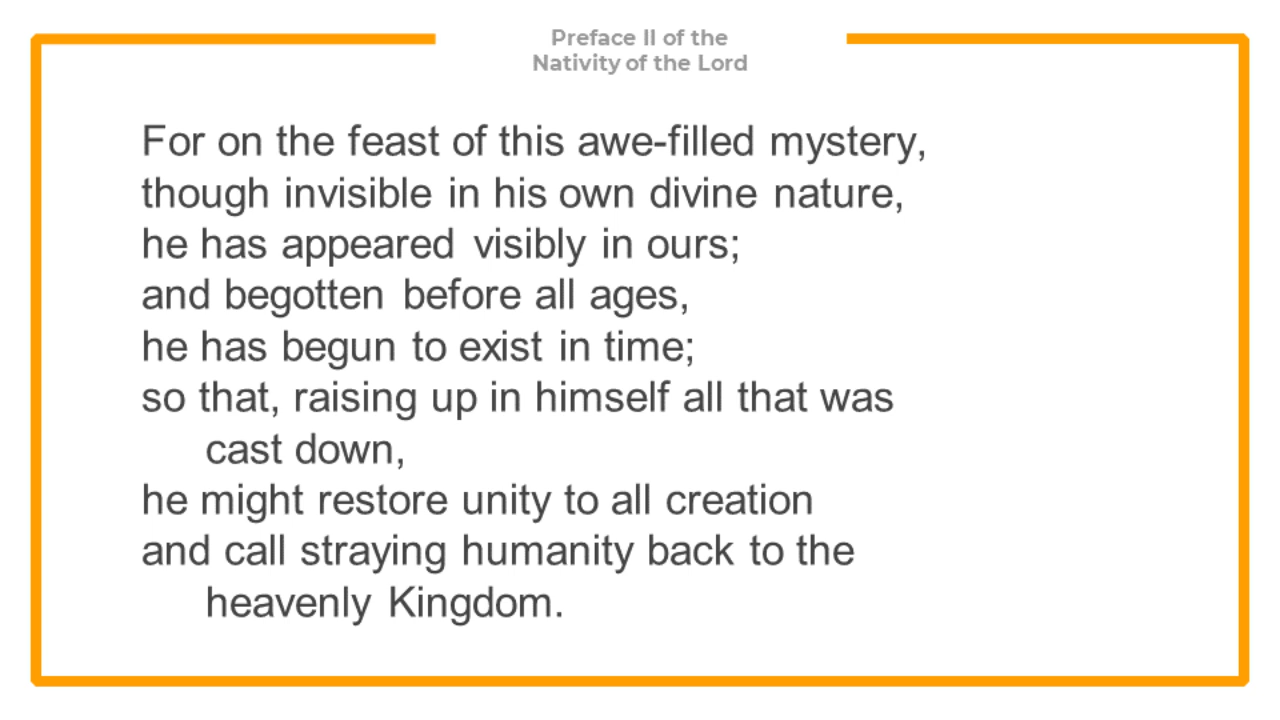 Preface II of the
Nativity of the Lord
For on the feast of this awe-filled mystery,
though invisible in his own divine nature,
he has appeared visibly in ours;
and begotten before all ages,
he has begun to exist in time;
so that, raising up in himself all that was
cast down,
he might restore unity to all creation
and call straying humanity back to the
heavenly Kingdom.